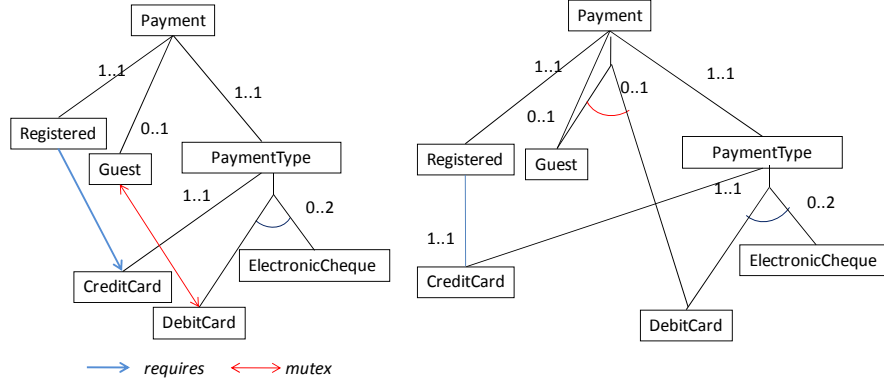 Payment
1..1
1..1
Registered
0..1
Guest
PaymentType
1..1
0..2
ElectronicCheque
CreditCard
DebitCard
requires
mutex
Payment
1..1
0..1
1..1
0..1
Registered
Guest
PaymentType
1..1
0..2
1..1
ElectronicCheque
CreditCard
DebitCard